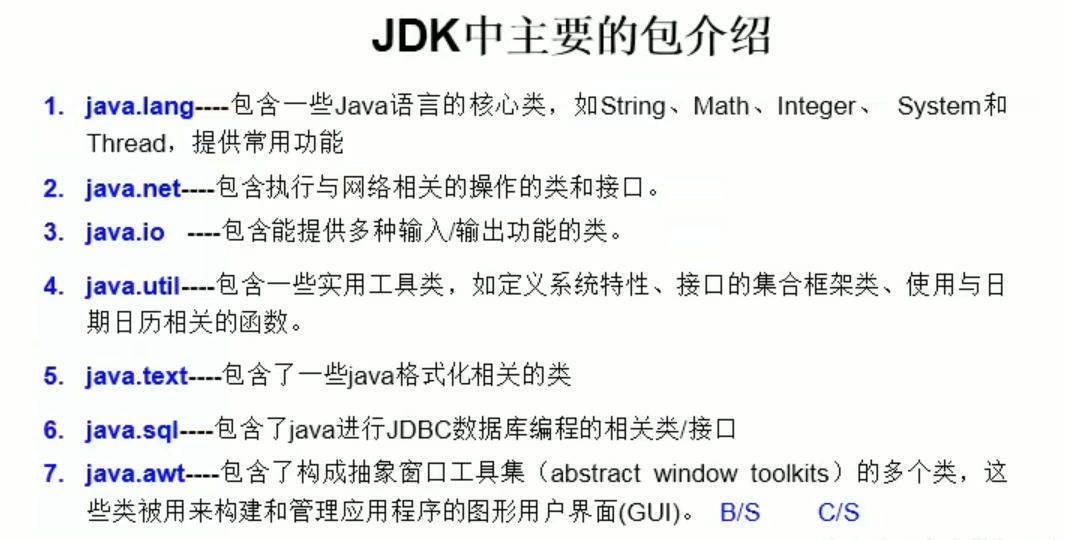 JDK中主要的包介绍
1. java.lang----包含一些Java语言的核心类，如String、Math、Integer、 System和
Thread，提供常用功能
2. java.net----包含执行与网络相关的操作的类和接口。
3. java.io ----包含能提供多种输入/输出功能的类。
4. java.util----包含一些实用工具类，如定义系统特性、接口的集合框架类、使用与日
期日历相关的函数。
5. java.text----包含了一些java格式化相关的类
6. java.sql----包含了java进行JDBC数据库编程的相关类/接口
7. java.awt----包含了构成抽象窗口工具集（abstract window toolkits）的多个类，这
些类被用来构建和管理应用程序的图形用户界面(GUI)。 B/S C/S